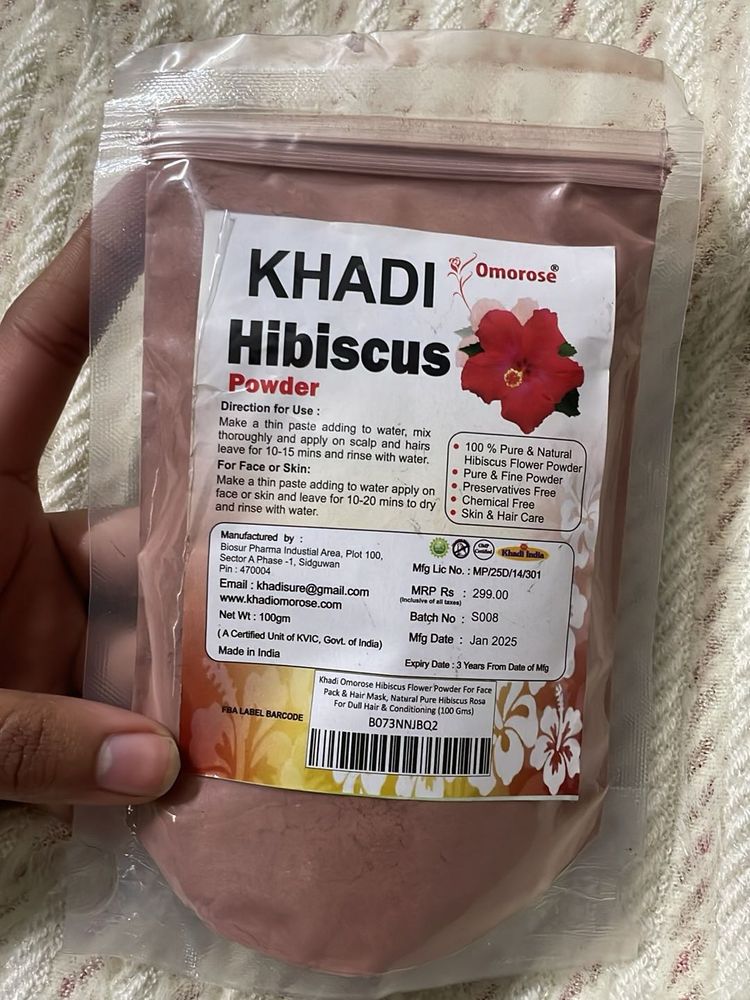 KHADI
Omorose®
Hibiscus
Powder
Direction for Use :
Make a thin paste adding to water, mix
thoroughly and apply on scalp and hairs
leave for 10-15 mins and rinse with water.
For Face or Skin:
Make a thin paste adding to water apply on
face or skin and leave for 10-20 mins to dry
and rinse with water.
• 100 % Pure & Natural
Hibiscus Flower Powder
• Pure & Fine Powder
• Preservatives Free
• Chemical Free
• Skin & Hair Care
Manufactured by :
Biosur Pharma Industial Area, Plot 100,
Sector A Phase -1, Sidguwan
Pin : 470004
Email : khadisure@gmail.com
www.khadiomorose.com
Net Wt : 100gm
( A Certified Unit of KVIC, Govt. of India)
Made in India
GMP
Certified
Khadi India
Mfg Lic No. : MP/25D/14/301
MRP Rs : 299.00
(Inclusive of all taxes)
Batch No : S008
Mfg Date : Jan 2025
Expiry Date : 3 Years From Date of Mfg
FBA LABEL BARCODE
Khadi Omorose Hibiscus Flower Powder For Face
Pack & Hair Mask, Natural Pure Hibiscus Rosa
For Dull Hair & Conditioning (100 Gms)
B073NNJBQ2